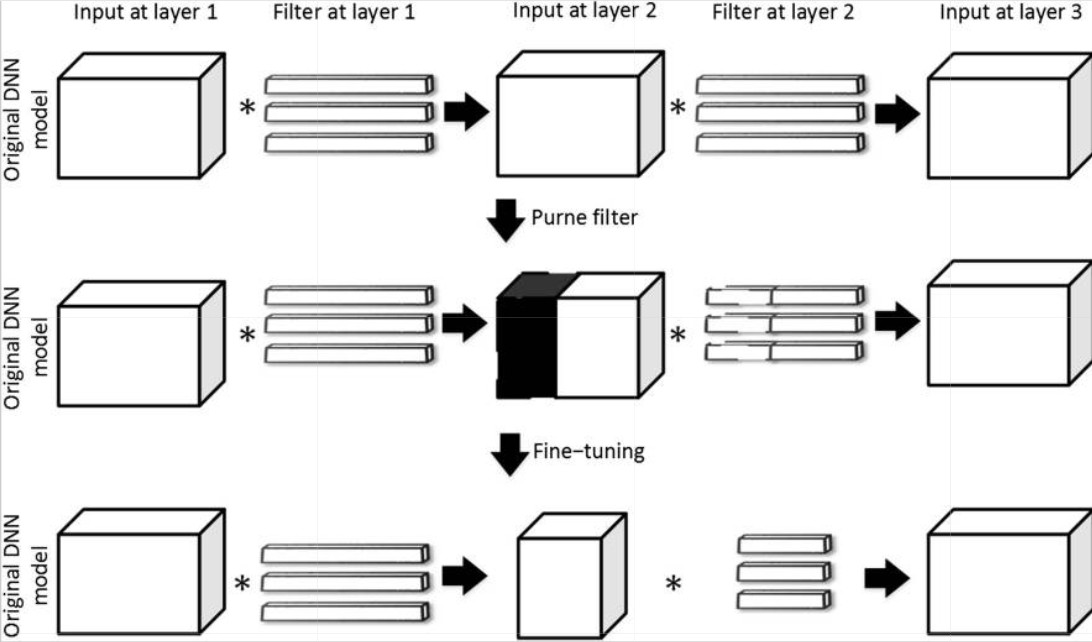 Input at layer 1 Filter at layer 1 Input at layer 2 Filter at layer 2 Input at layer 3
Original DNN
model
*
*
Purne filter
Original DNN
model
*
*
Fine-tuning
Original DNN
model
*
*